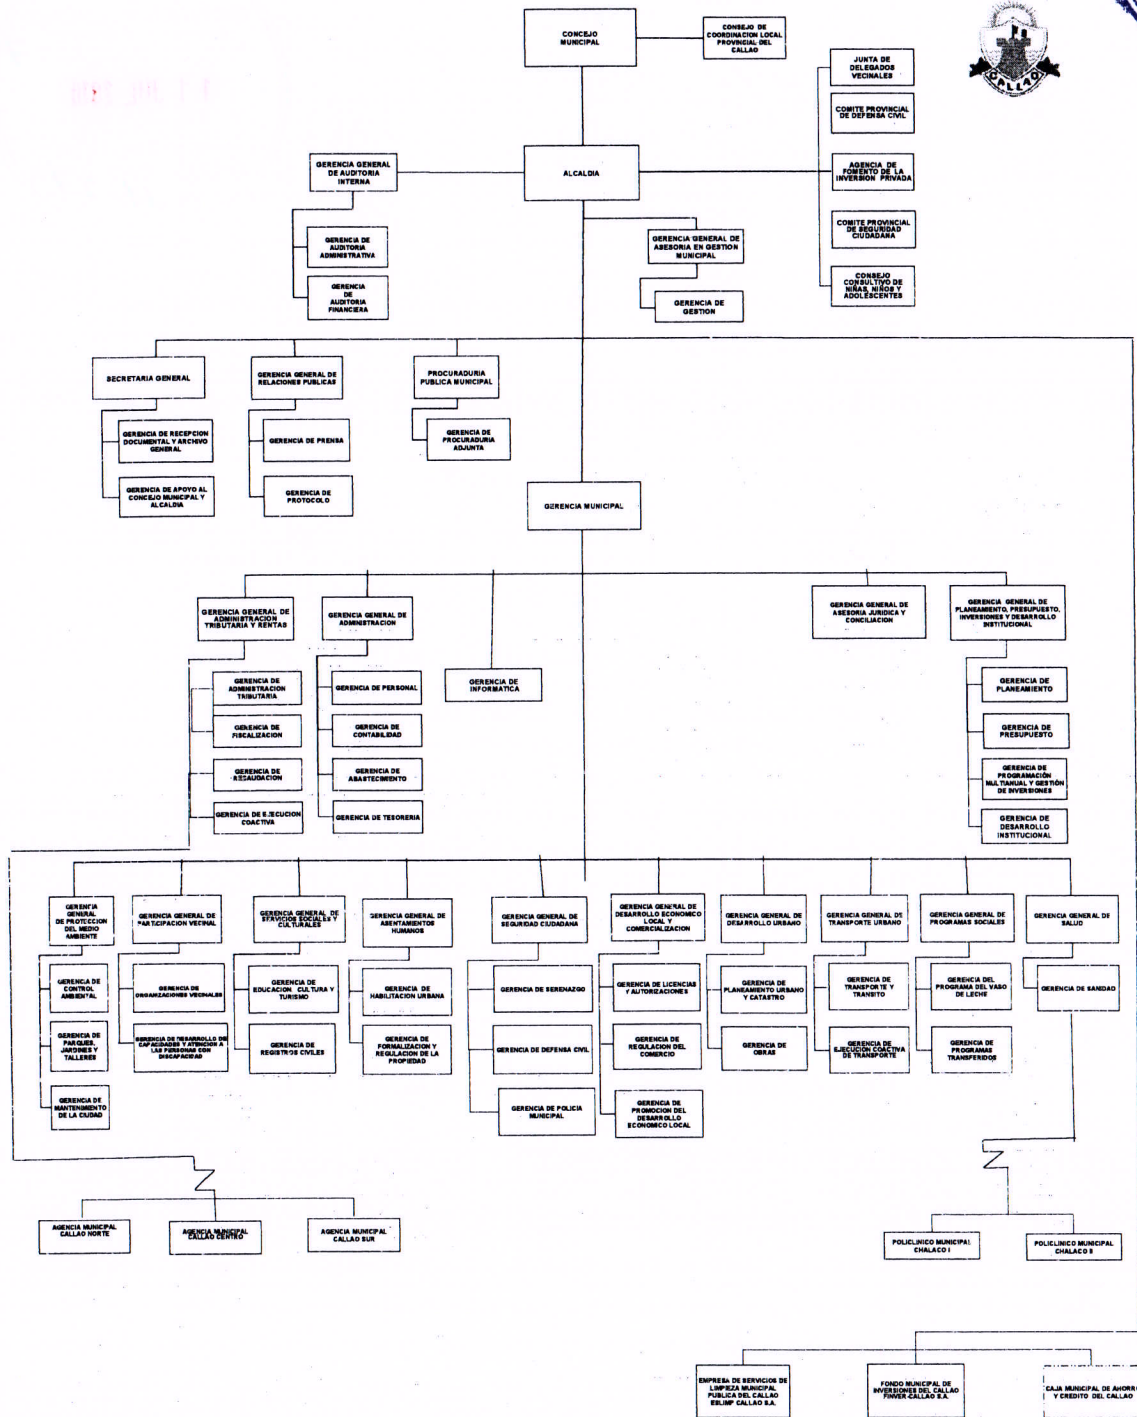 CONCEJO
MUNICIPAL
CONSEJO DE
COORDINACION LOCAL
PROVINCIAL DEL
CALLAO
CALLAO
JUNTA DE
DELEGADOS
VECINALES
COMITE PROVINCIAL
DE DEFENSA CIVIL
GERENCIA GENERAL
DE AUDITORIA
INTERNA
ALCALDIA
AGENCIA DE
FOMENTO DE LA
INVERSION PRIVADA
GERENCIA DE
AUDITORIA
ADMINISTRATIVA
GERENCIA GENERAL DE
ASESORIA EN GESTION
MUNICIPAL
COMITE PROVINCIAL
DE SEGURIDAD
CIUDADANA
GERENCIA
DE
AUDITORIA
FINANCIERA
GERENCIA DE
GESTION
CONSEJO
CONSULTIVO DE
NIÑAS, NIÑOS Y
ADOLESCENTES
SECRETARIA GENERAL
GERENCIA GENERAL DE
RELACIONES PUBLICAS
PROCURADURIA
PUBLICA MUNICIPAL
GERENCIA DE RECEPCION
DOCUMENTAL Y ARCHIVO
GENERAL
GERENCIA DE PRENSA
GERENCIA DE
PROCURADURIA
ADJUNTA
GERENCIA DE APOYO AL
CONCEJO MUNICIPAL Y
ALCALDIA
GERENCIA DE
PROTOCOLO
GERENCIA MUNICIPAL
GERENCIA GENERAL DE
ADMINISTRACION
TRIBUTARIA Y RENTAS
GERENCIA GENERAL DE
ADMINISTRACION
GERENCIA GENERAL DE
ASESORIA JURIDICA Y
CONCILIACION
GERENCIA GENERAL DE
PLANEAMIENTO, PRESUPUESTO,
INVERSIONES Y DESARROLLO
INSTITUCIONAL
GERENCIA DE
ADMINISTRACION
TRIBUTARIA
GERENCIA DE PERSONAL
GERENCIA DE
INFORMATICA
GERENCIA DE
PLANEAMIENTO
GERENCIA DE
FISCALIZACION
GERENCIA DE
CONTABILIDAD
GERENCIA DE
PRESUPUESTO
GERENCIA DE
RECAUDACION
GERENCIA DE
ABASTECIMIENTO
GERENCIA DE
PROGRAMACIÓN
MULTIANUAL Y GESTIÓN
DE INVERSIONES
GERENCIA DE EJECUCION
COACTIVA
GERENCIA DE TESORERIA
GERENCIA DE
DESARROLLO
INSTITUCIONAL
GERENCIA
GENERAL
DE PROTECCION
DEL MEDIO
AMBIENTE
GERENCIA GENERAL DE
PARTICIPACION VECINAL
GERENCIA GENERAL DE
SERVICIOS SOCIALES Y
CULTURALES
GERENCIA GENERAL DE
ASENTAMIENTOS
HUMANOS
GERENCIA GENERAL DE
SEGURIDAD CIUDADANA
GERENCIA GENERAL DE
DESARROLLO ECONOMICO
LOCAL Y
COMERCIALIZACION
GERENCIA GENERAL DE
DESARROLLO URBANO
GERENCIA GENERAL DE
TRANSPORTE URBANO
GERENCIA GENERAL DE
PROGRAMAS SOCIALES
GERENCIA GENERAL DE
SALUD
GERENCIA DE
CONTROL
AMBIENTAL
GERENCIA DE
ORGANIZACIONES VECINALES
GERENCIA DE
EDUCACION CULTURA Y
TURISMO
GERENCIA DE
HABILITACION URBANA
GERENCIA DE SERENAZGO
GERENCIA DE LICENCIAS
Y AUTORIZACIONES
GERENCIA DE
PLANEAMIENTO URBANO
Y CATASTRO
GERENCIA DE
TRANSPORTE Y
TRANSITO
GERENCIA DEL
PROGRAMA DEL VASO
DE LECHE
GERENCIA DE SANIDAD
GERENCIA DE
PARQUES,
JARDINES Y
TALLERES
GERENCIA DE DESARROLLO DE
CAPACIDADES Y ATENCION A
LAS PERSONAS CON
DISCAPACIDAD
GERENCIA DE
REGISTROS CIVILES
GERENCIA DE
FORMALIZACION Y
REGULACION DE LA
PROPIEDAD
GERENCIA DE DEFENSA CIVIL
GERENCIA DE
REGULACION DEL
COMERCIO
GERENCIA DE
OBRAS
GERENCIA DE
EJECUCION COACTIVA
DE TRANSPORTE
GERENCIA DE
PROGRAMAS
TRANSFERIDOS
GERENCIA DE
MANTENIMIENTO
DE LA CIUDAD
GERENCIA DE POLICIA
MUNICIPAL
GERENCIA DE
PROMOCION DEL
DESARROLLO
ECONOMICO LOCAL
AGENCIA MUNICIPAL
CALLAO NORTE
AGENCIA MUNICIPAL
CALLAO CENTRO
AGENCIA MUNICIPAL
CALLAO SUR
POLICLINICO MUNICIPAL
CHALACO I
POLICLINICO MUNICIPAL
CHALACO II
EMPRESA DE SERVICIOS DE
LIMPIEZA MUNICIPAL
PUBLICA DEL CALLAO
ESLIMP CALLAO S.A.
FONDO MUNICIPAL DE
INVERSIONES DEL CALLAO
FINVER-CALLAO S.A.
CAJA MUNICIPAL DE AHORRO
Y CREDITO DEL CALLAO